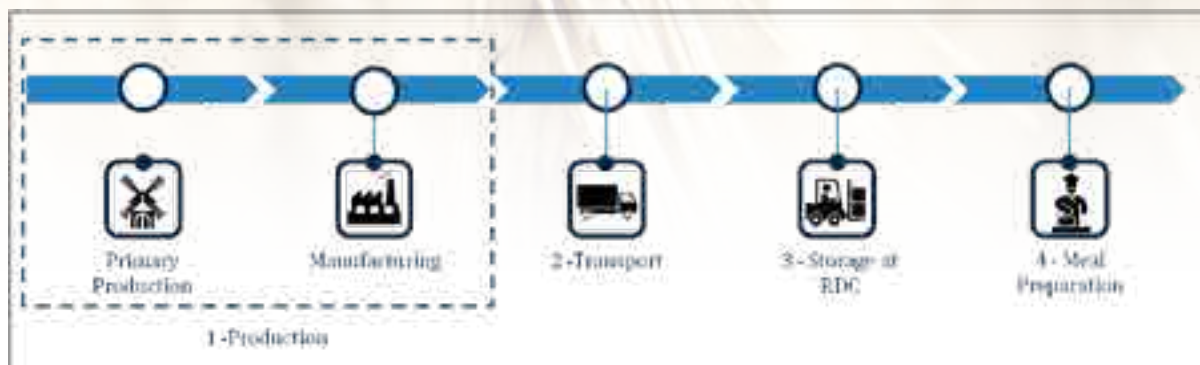 Primary
Production
Manufacturing
2 -Transport
3 - Storage at
RDC
4 - Meal
Preparation
1 -Production